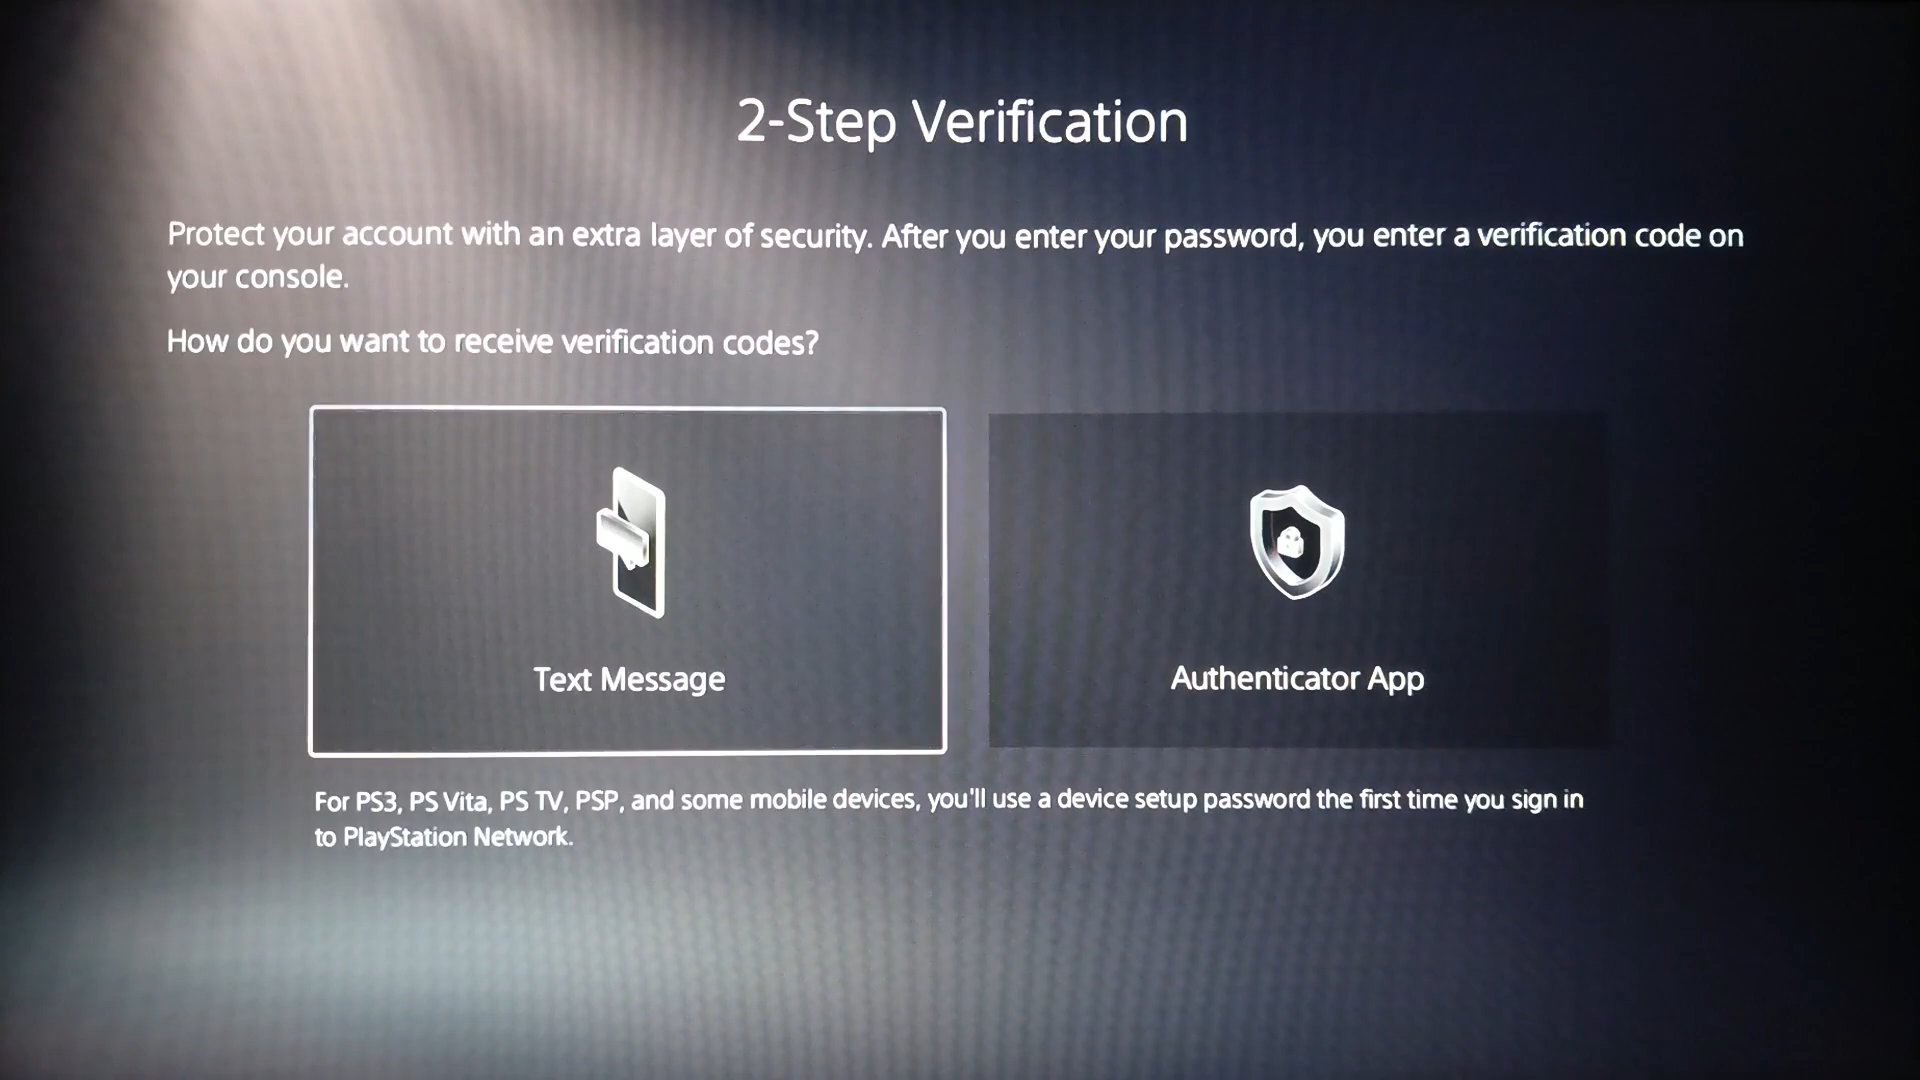 2-Step Verification
Protect your account with an extra layer of security. After you enter your password, you enter a verification code on
your console.
How do you want to receive verification codes?
Text Message
Authenticator App
For PS3, PS Vita, PS TV, PSP, and some mobile devices, you'll use a device setup password the first time you sign in
to PlayStation Network.